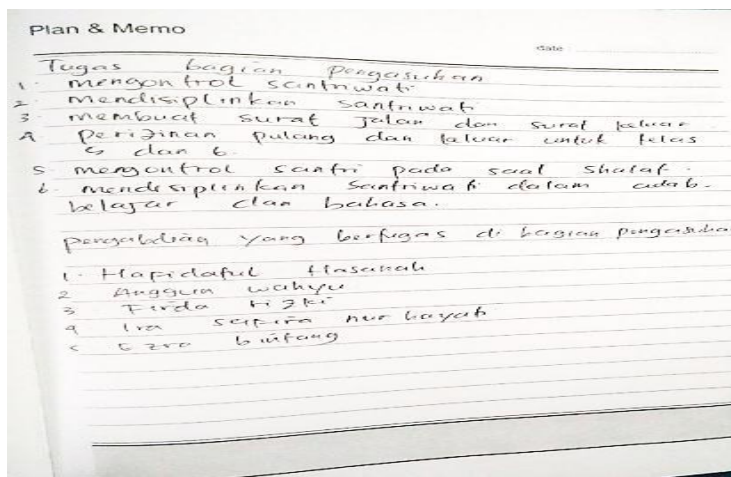 Plan & Memo
date
Tugas bagian pengasuhan
1. mengontrol santriwati
2. mendisiplinkan santriwati
3. membuat surat jalan dan surat keluar
4. Perizinan pulang dan keluar untuk kelas
5 dan 6.
5. mengontrol santri pada saat shalat.
6. mendisiplinkan santriwati dalam adab
belajar dan bahasa.
pengabdian yang bertugas di bagian pengasuhan
1. Hafidatul Hasanah
2 Anggun wahyu
3 Firda rizki
4 Ira safira nur hayati
5 Ezra bintang